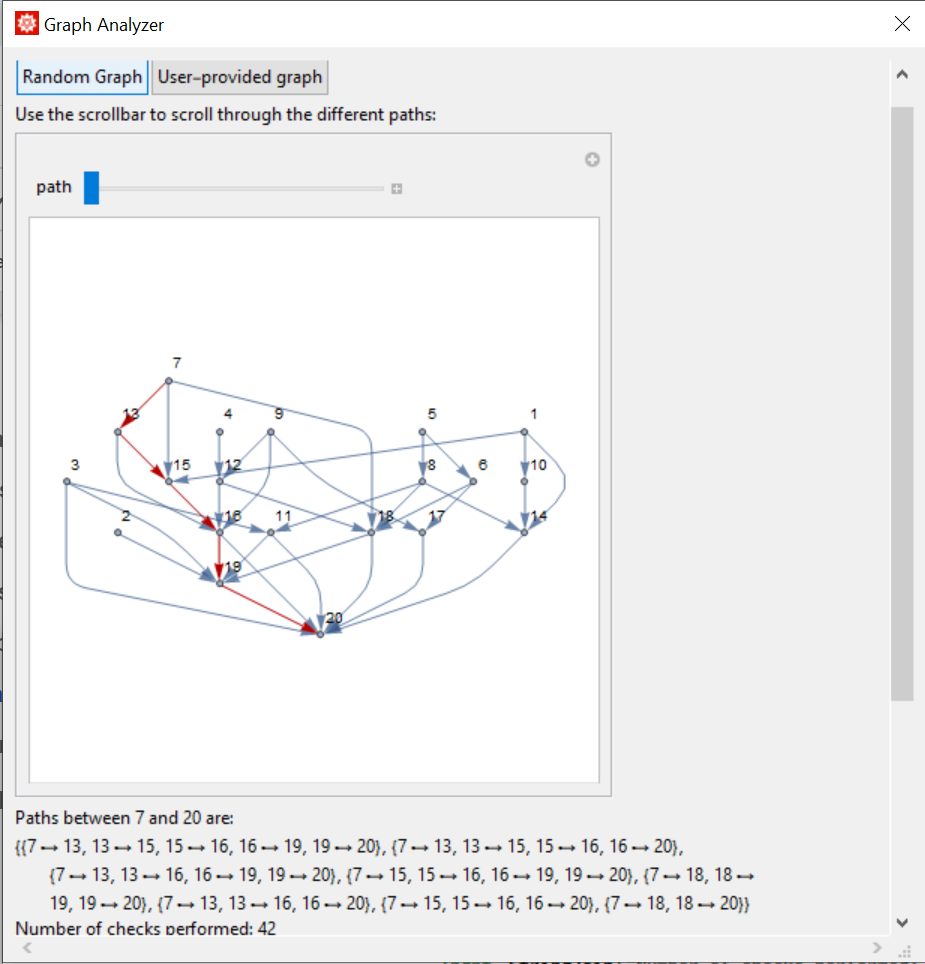 Graph Analyzer
Random Graph User–provided graph
Use the scrollbar to scroll through the different paths:
path
7
13 4 9 5 1
3 15 12 8 6 10
2 16 11 18 17 14
19
20
Paths between 7 and 20 are:
{{7 ↔ 13, 13 ↔ 15, 15 ↔ 16, 16 ↔ 19, 19 ↔ 20}, {7 ↔ 13, 13 ↔ 15, 15 ↔ 16, 16 ↔ 20},
{7 ↔ 13, 13 ↔ 16, 16 ↔ 19, 19 ↔ 20}, {7 ↔ 15, 15 ↔ 16, 16 ↔ 19, 19 ↔ 20}, {7 ↔ 18, 18 ↔
19, 19 ↔ 20}, {7 ↔ 13, 13 ↔ 16, 16 ↔ 20}, {7 ↔ 15, 15 ↔ 16, 16 ↔ 20}, {7 ↔ 18, 18 ↔ 20}}
Number of checks performed: 42